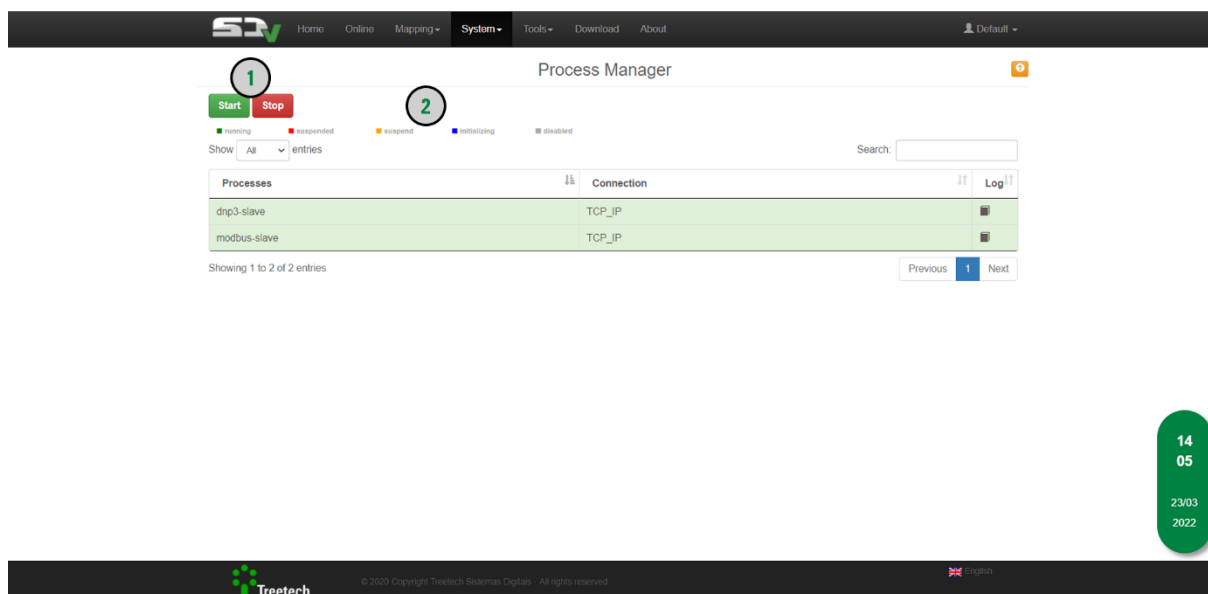 SDV Home Online Mapping System Tools Download About Default
Process Manager
1
Start Stop
2
running suspended suspend initializing disabled
Show All entries Search:
Processes Connection Log
dnp3-slave TCP_IP
modbus-slave TCP_IP
Showing 1 to 2 of 2 entries Previous 1 Next
14
05
23/03
2022
English
Treetech © 2020 Copyright Treetech Sistemas Digitais - All rights reserved